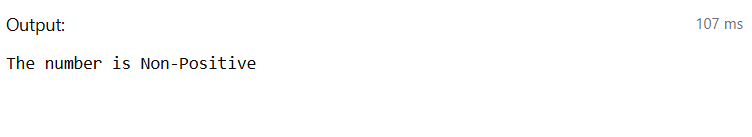 Output:
107 ms
The number is Non-Positive